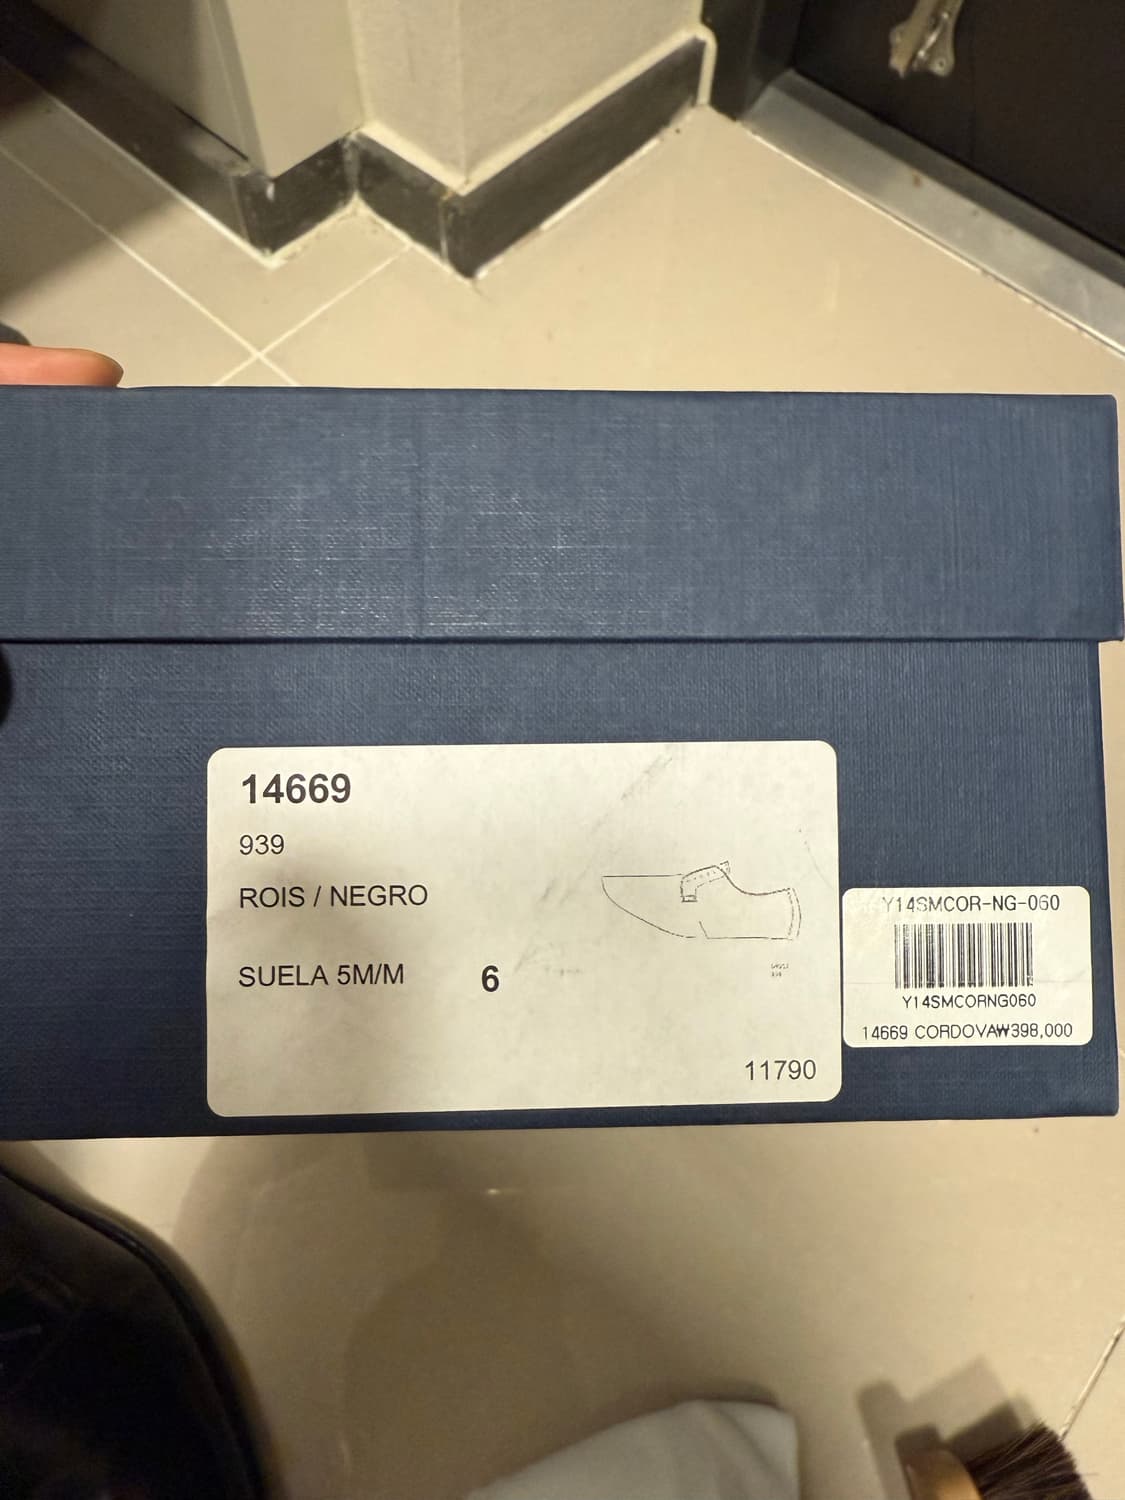 14669
939
ROIS / NEGRO
SUELA 5M/M 6
11790
Y14SMCOR-NG-060
Y14SMCORNG060
14669 CORDOVA₩398,000